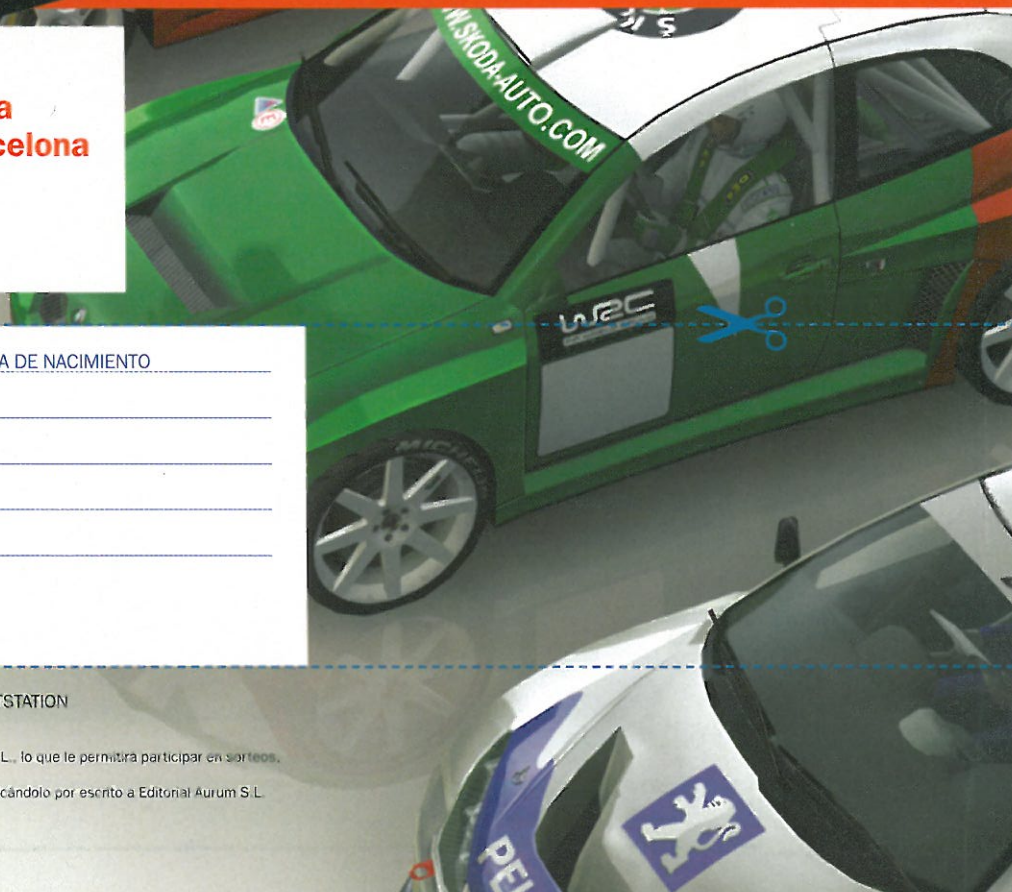 a
celona
WWW.SKODA-AUTO.COM
WRC
A DE NACIMIENTO
MICHEL
TSTATION
L., lo que le permitirá participar en sorteos,
cándolo por escrito a Editorial Aurum S.L.
PEU